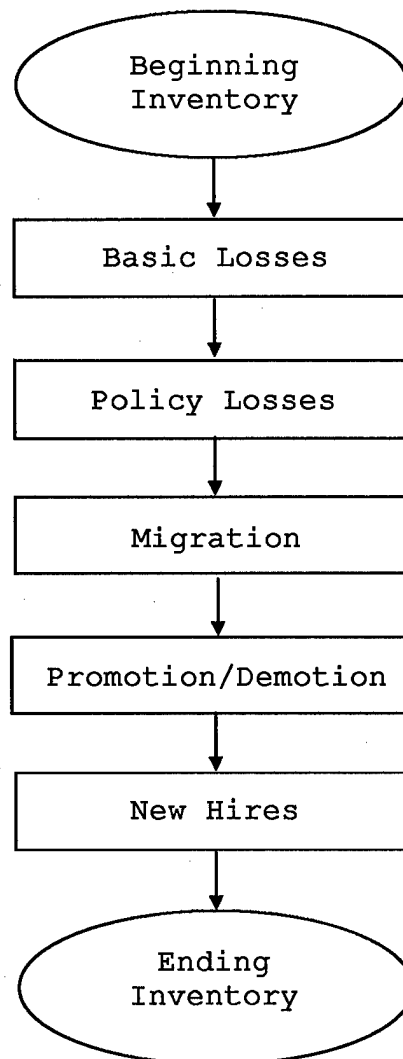 Beginning
Inventory
Basic Losses
Policy Losses
Migration
Promotion/Demotion
New Hires
Ending
Inventory